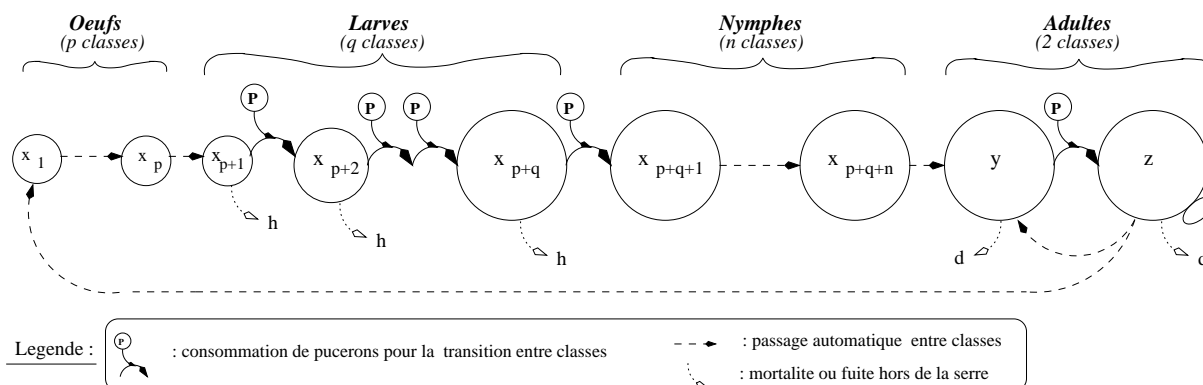 Oeufs Larves Nymphes Adultes
(p classes) (q classes) (n classes) (2 classes)
P P P P P
x 1 x p x p+1 x p+2 x p+q x p+q+1 x p+q+n y z
h h h d d
Legende :
P : consommation de pucerons pour la transition entre classes : passage automatique entre classes
: mortalite ou fuite hors de la serre